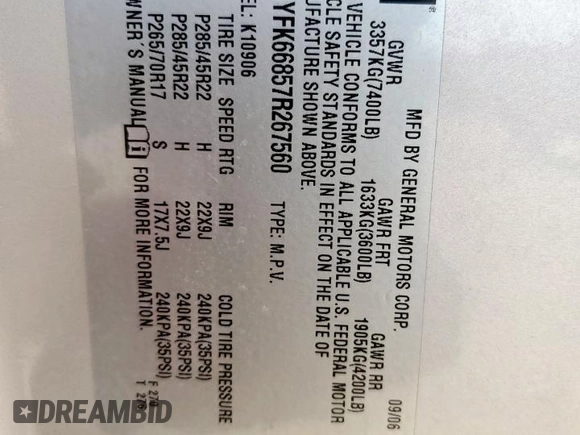 MFD BY GENERAL MOTORS CORP. 09/06
GVWR GAWR FRT GAWR RR
3357KG(7400LB) 1633KG(3600LB) 1905KG(4200LB)
VEHICLE CONFORMS TO ALL APPLICABLE U.S. FEDERAL MOTOR
CLE SAFETY STANDARDS IN EFFECT ON THE DATE OF
UFACTURE SHOWN ABOVE.
YFK66857R267560 TYPE: M.P.V.
EL: K10906
TIRE SIZE SPEED RTG RIM COLD TIRE PRESSURE
P285/45R22 H 22X9J 240KPA(35PSI)
P285/45R22 H 22X9J 240KPA(35PSI)
P265/70R17 S 17X7.5J 240KPA(35PSI)
WNER'S MANUAL FOR MORE INFORMATION.
DREAMBID